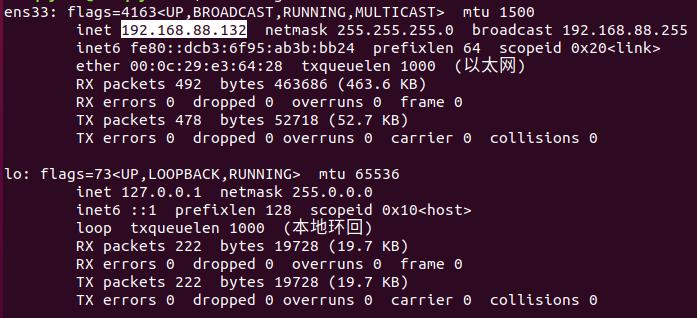 ens33: flags=4163<UP,BROADCAST,RUNNING,MULTICAST>  mtu 1500
        inet 192.168.88.132  netmask 255.255.255.0  broadcast 192.168.88.255
        inet6 fe80::dcb3:6f95:ab3b:bb24  prefixlen 64  scopeid 0x20<link>
        ether 00:0c:29:e3:64:28  txqueuelen 1000  (以太网)
        RX packets 492  bytes 463686 (463.6 KB)
        RX errors 0  dropped 0  overruns 0  frame 0
        TX packets 478  bytes 52718 (52.7 KB)
        TX errors 0  dropped 0 overruns 0  carrier 0  collisions 0

lo: flags=73<UP,LOOPBACK,RUNNING>  mtu 65536
        inet 127.0.0.1  netmask 255.0.0.0
        inet6 ::1  prefixlen 128  scopeid 0x10<host>
        loop  txqueuelen 1000  (本地环回)
        RX packets 222  bytes 19728 (19.7 KB)
        RX errors 0  dropped 0  overruns 0  frame 0
        TX packets 222  bytes 19728 (19.7 KB)
        TX errors 0  dropped 0 overruns 0  carrier 0  collisions 0